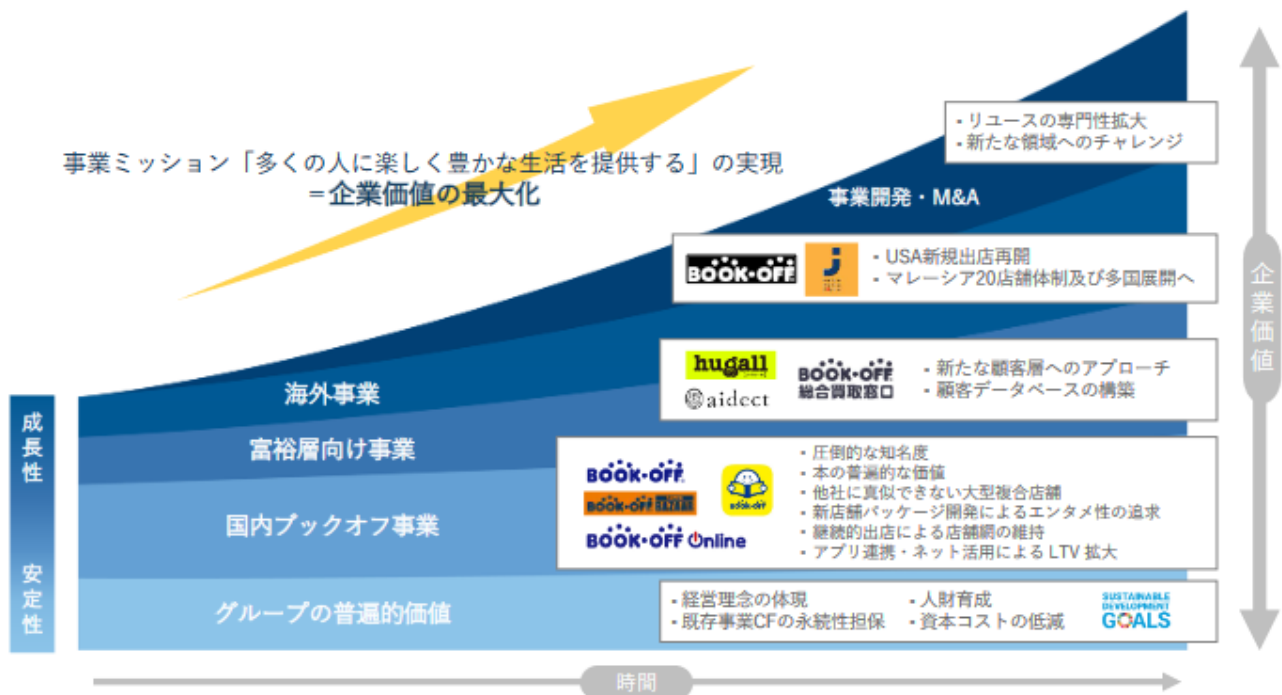 事業ミッション「多くの人に楽しく豊かな生活を提供する」の実現
＝企業価値の最大化
- リユースの専門性拡大
- 新たな領域へのチャレンジ
事業開発・M&A
BOOK・OFF
J
- USA新規出店再開
- マレーシア20店舗体制及び多国展開へ
海外事業
hugall
aidect
BOOK・OFF
総合買取窓口
- 新たな顧客層へのアプローチ
- 顧客データベースの構築
富裕層向け事業
国内ブックオフ事業
BOOK・OFF
BOOK・OFF
BOOK・OFF Online
BOOK・OFF
- 圧倒的な知名度
- 本の普遍的な価値
- 他社に真似できない大型複合店舗
- 新店舗パッケージ開発によるエンタメ性の追求
- 継続的出店による店舗網の維持
- アプリ連携・ネット活用による LTV 拡大
グループの普遍的価値
- 経営理念の体現
- 既存事業CFの永続性担保
- 人財育成
- 資本コストの低減
SUSTAINABLE
DEVELOPMENT
GOALS
成長性
安定性
企業価値
時間